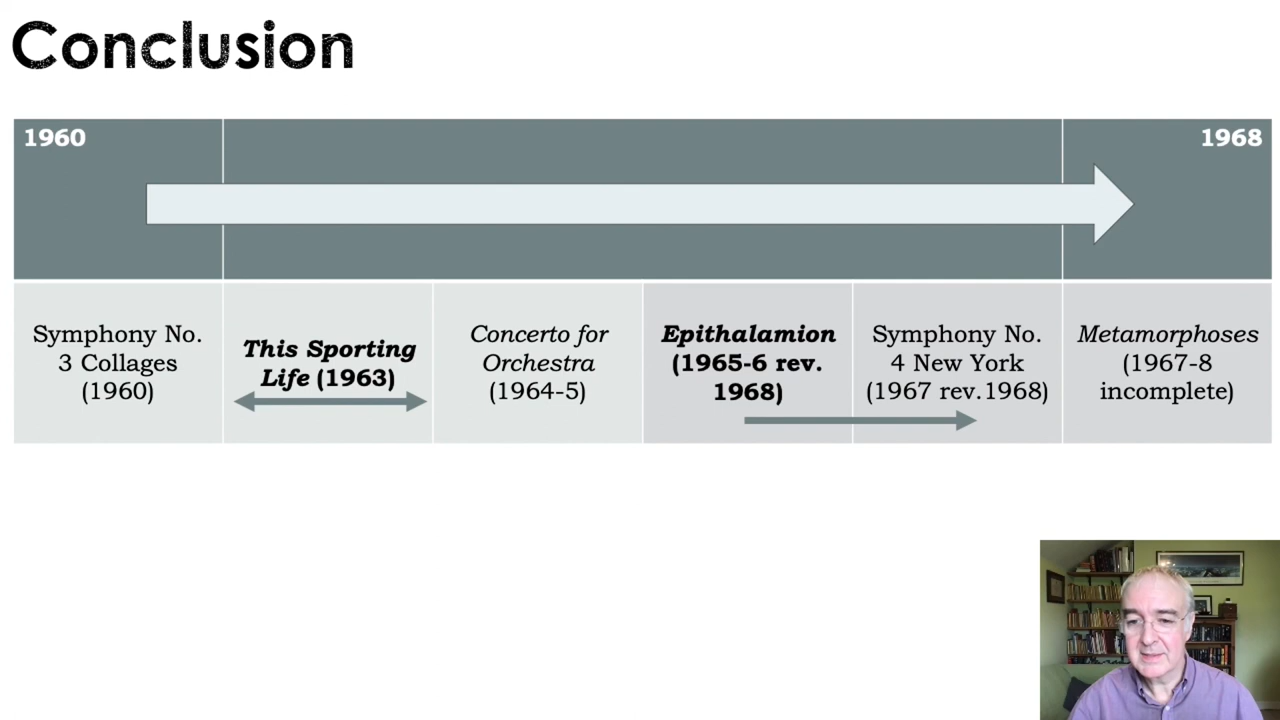 Conclusion
1960
1968
Symphony No.
3 Collages
(1960)
This Sporting
Life (1963)
Concerto for
Orchestra
(1964-5)
Epithalamion
(1965-6 rev.
1968)
Symphony No.
4 New York
(1967 rev.1968)
Metamorphoses
(1967-8
incomplete)